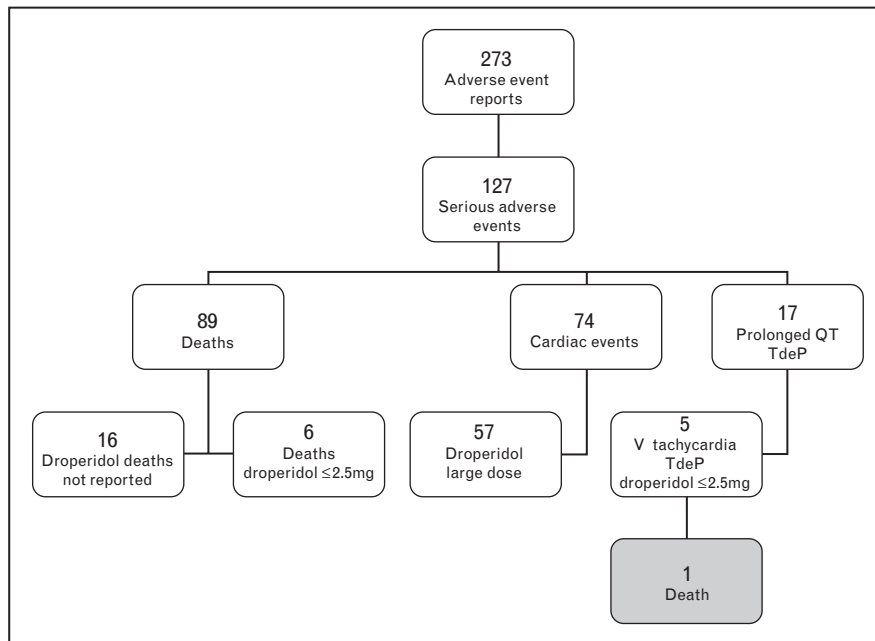 273
Adverse event
reports
127
Serious adverse
events
89
Deaths
74
Cardiac events
17
Prolonged QT
TdeP
16
Droperidol deaths
not reported
6
Deaths
droperidol ≤2.5mg
57
Droperidol
large dose
5
V tachycardia
TdeP
droperidol ≤2.5mg
1
Death